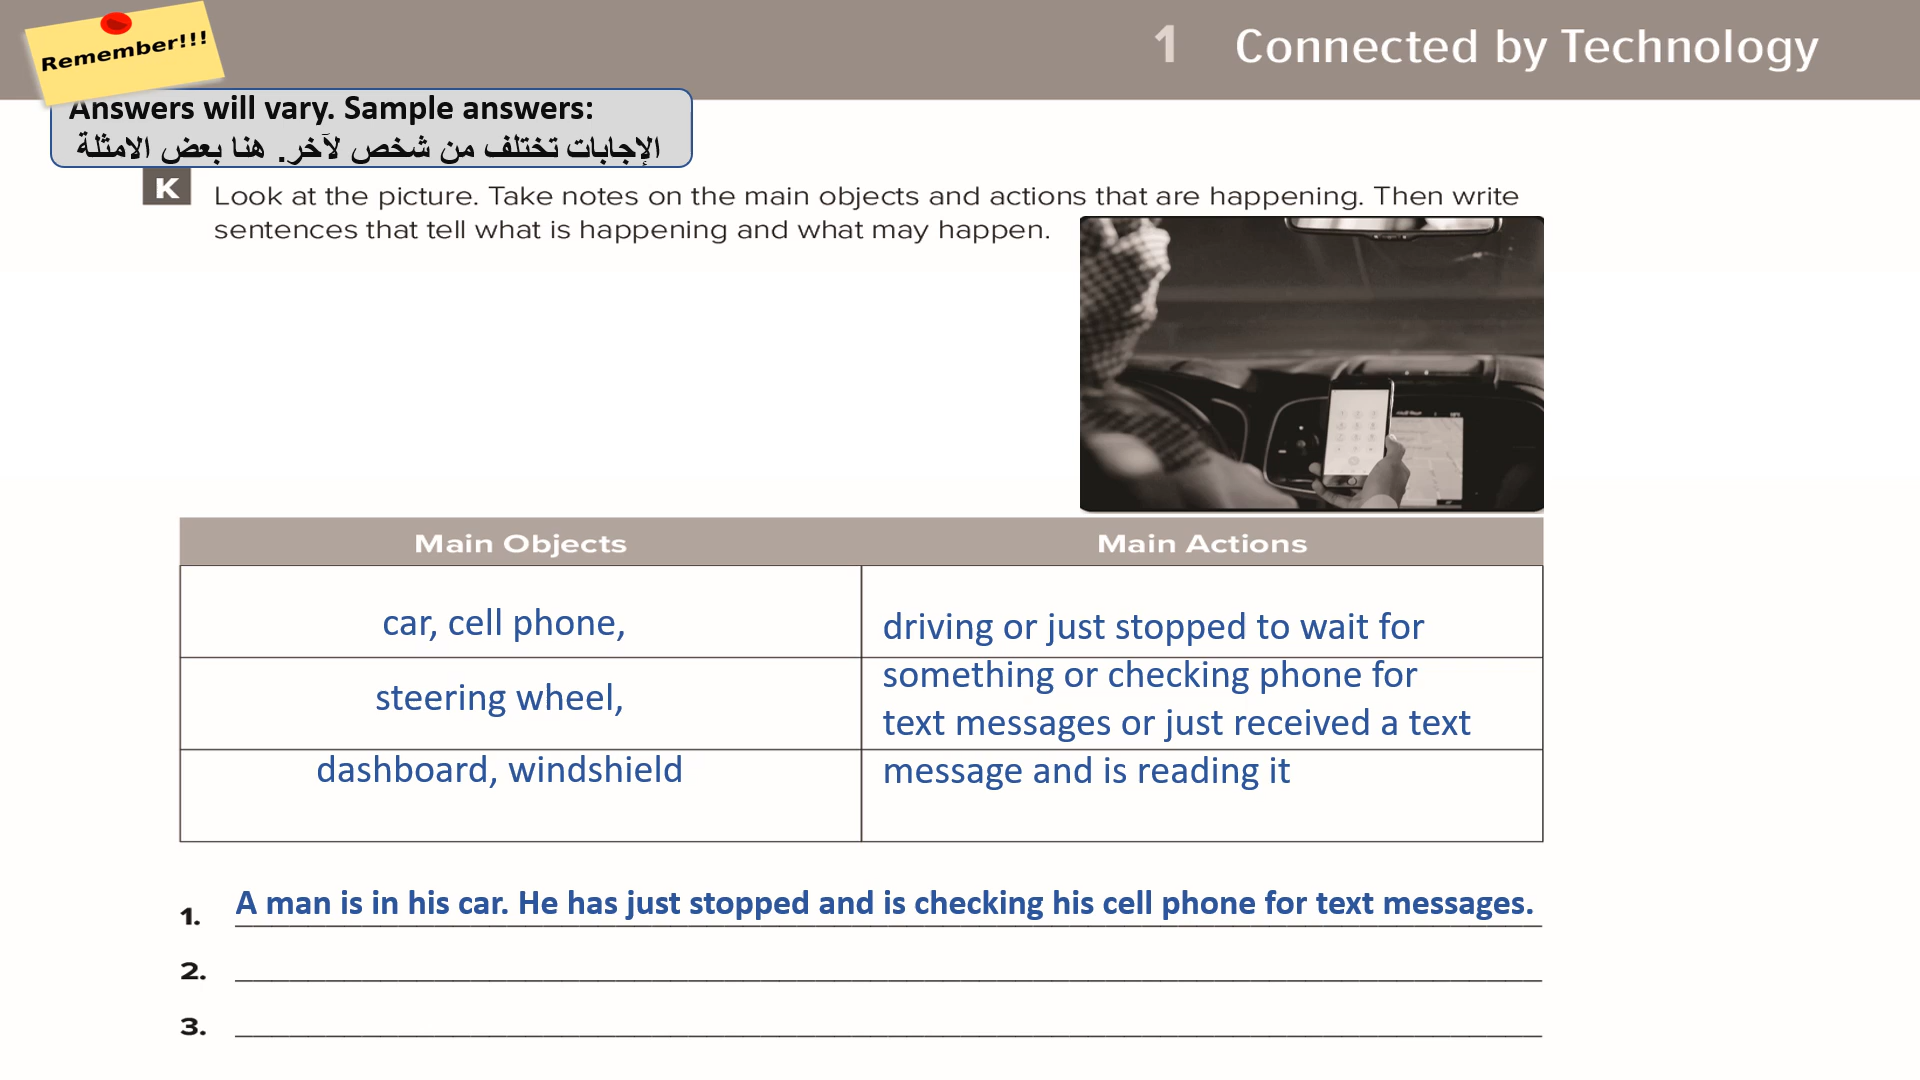 Remember!!!
1 Connected by Technology
Answers will vary. Sample answers:
الإجابات تختلف من شخص لآخر. هنا بعض الامثلة
K Look at the picture. Take notes on the main objects and actions that are happening. Then write
sentences that tell what is happening and what may happen.
Main Objects
Main Actions
car, cell phone,
steering wheel,
dashboard, windshield
driving or just stopped to wait for
something or checking phone for
text messages or just received a text
message and is reading it
1. A man is in his car. He has just stopped and is checking his cell phone for text messages.
2.
3.